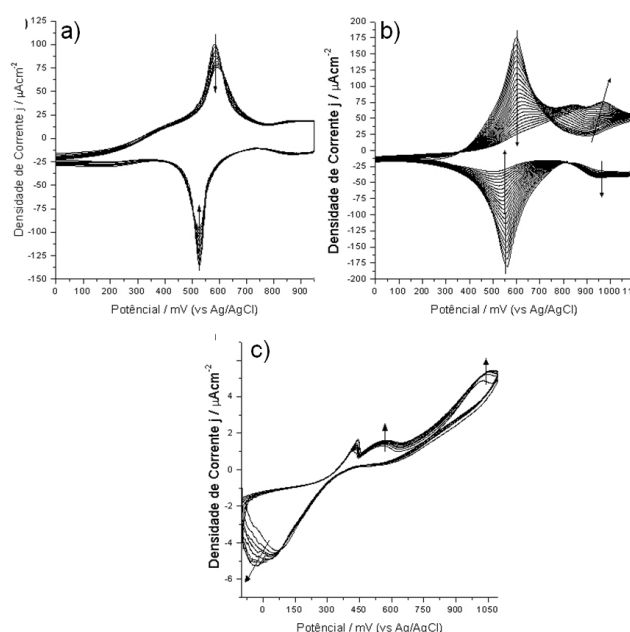 a)
Densidade de Corrente j / µAcm-2
125
100
75
50
25
0
-25
-50
-75
-100
-125
-150
0 100 200 300 400 500 600 700 800 900
Potêncial / mV (vs Ag/AgCl)
b)
Densidade de Corrente j / µAcm-2
200
175
150
125
100
75
50
25
0
-25
-50
-75
-100
-125
-150
-175
-200
0 100 200 300 400 500 600 700 800 900 1000 110
Potêncial / mV (vs Ag/AgCl)
c)
Densidade de Corrente j / µAcm-2
4
2
0
-2
-4
-6
0 150 300 450 600 750 900 1050
Potêncial / mV (vs Ag/AgCl)